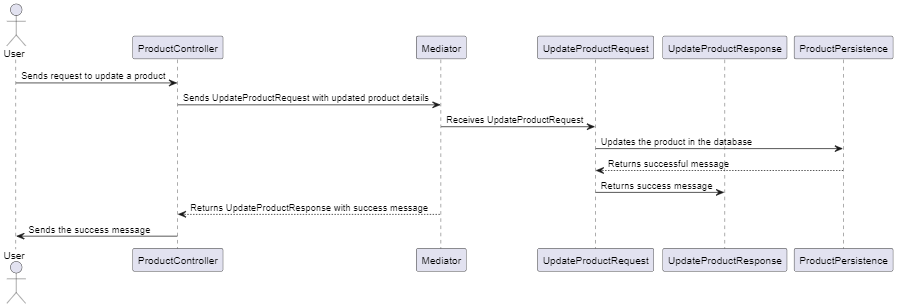 User
ProductController
Mediator
UpdateProductRequest
UpdateProductResponse
ProductPersistence
Sends request to update a product
Sends UpdateProductRequest with updated product details
Receives UpdateProductRequest
Updates the product in the database
Returns successful message
Returns success message
Returns UpdateProductResponse with success message
Sends the success message
User
ProductController
Mediator
UpdateProductRequest
UpdateProductResponse
ProductPersistence